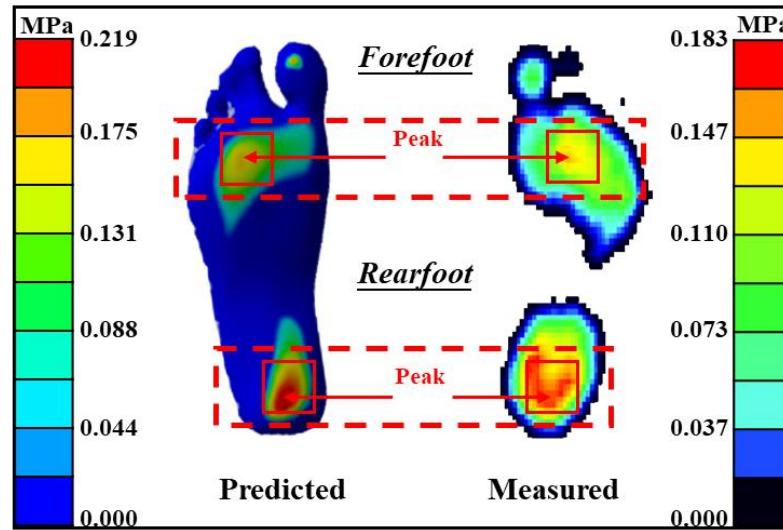 MPa
0.219
0.175
0.131
0.088
0.044
0.000
Forefoot
Peak
Rearfoot
Peak
Predicted
Measured
MPa
0.183
0.147
0.110
0.073
0.037
0.000